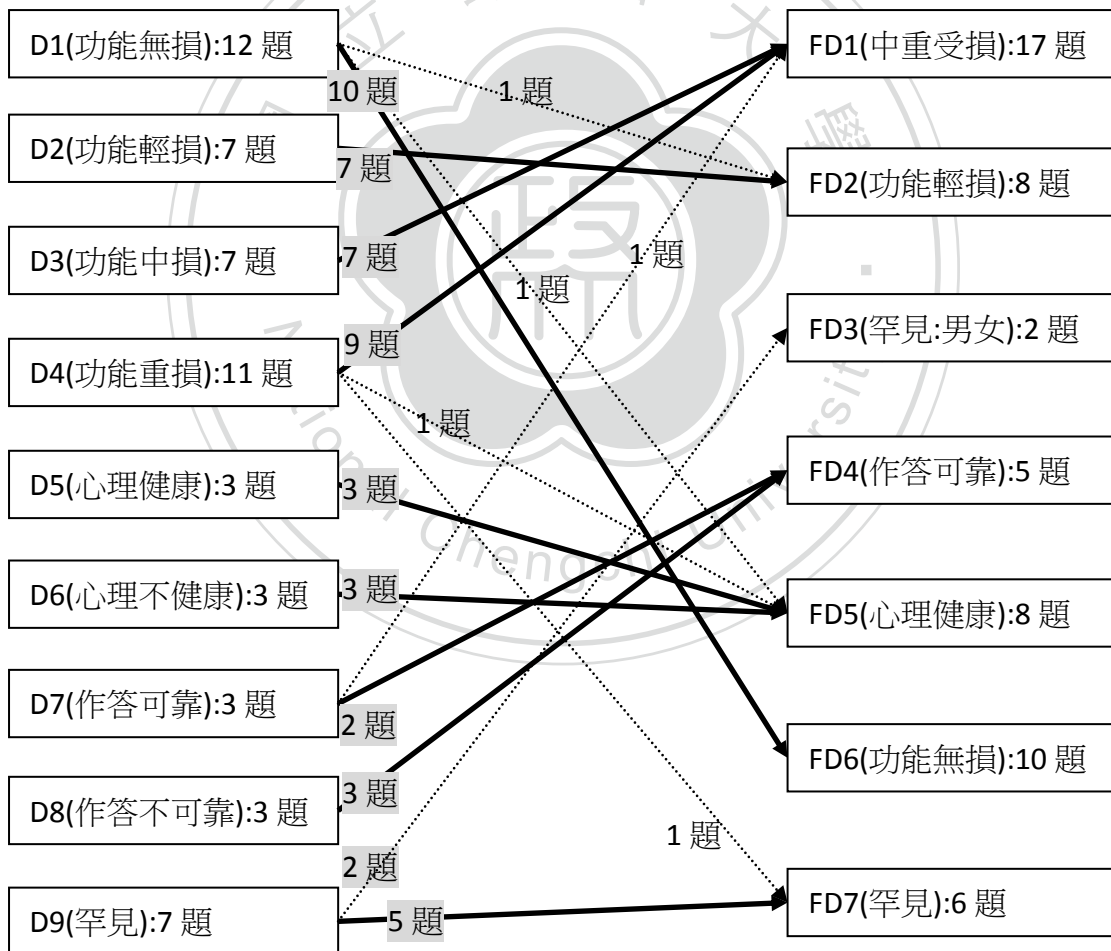 D1(功能無損):12 題
D2(功能輕損):7 題
D3(功能中損):7 題
D4(功能重損):11 題
D5(心理健康):3 題
D6(心理不健康):3 題
D7(作答可靠):3 題
D8(作答不可靠):3 題
D9(罕見):7 題
10 題
1 題
7 題
7 題
1 題
1 題
9 題
1 題
3 題
3 題
2 題
3 題
1 題
2 題
5 題
FD1(中重受損):17 題
FD2(功能輕損):8 題
FD3(罕見:男女):2 題
FD4(作答可靠):5 題
FD5(心理健康):8 題
FD6(功能無損):10 題
FD7(罕見):6 題